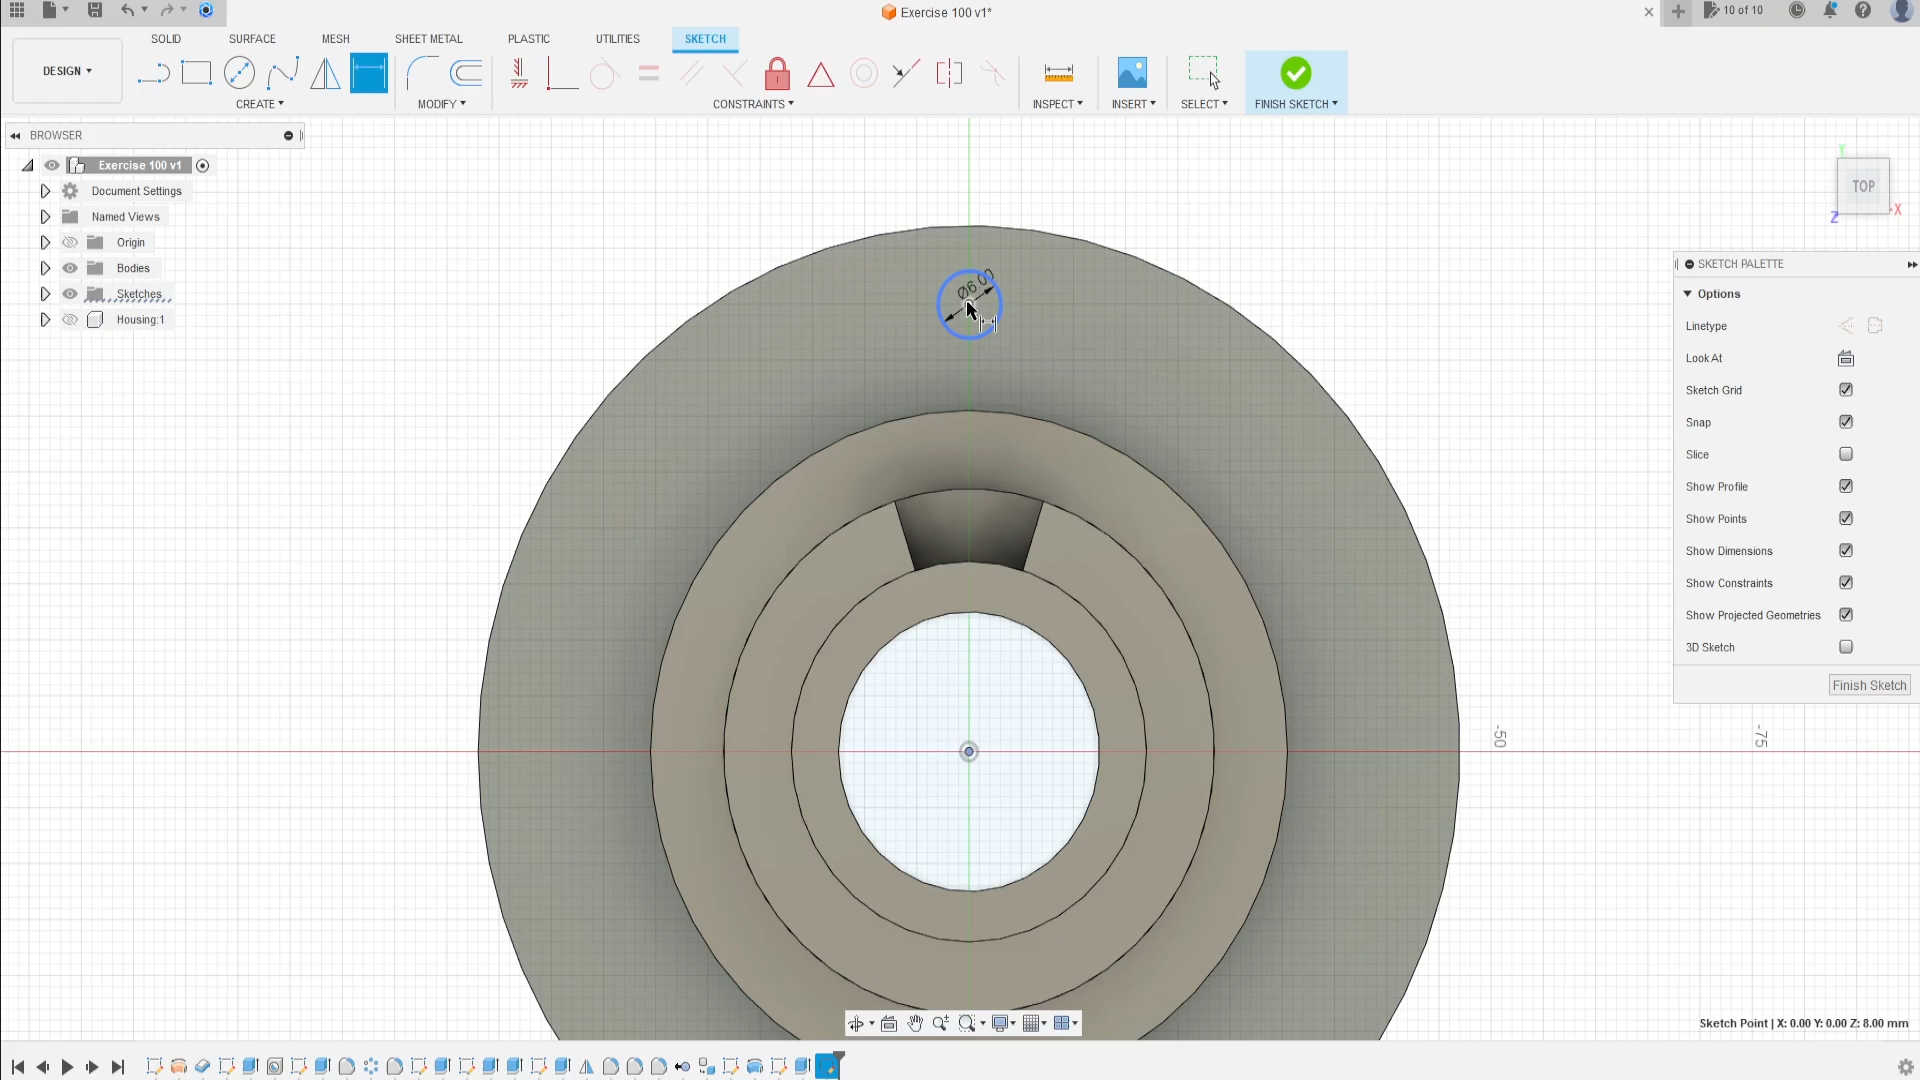 Exercise 100 v1*
10 of 10
DESIGN
SOLID SURFACE MESH SHEET METAL PLASTIC UTILITIES SKETCH
CREATE MODIFY CONSTRAINTS INSPECT INSERT SELECT FINISH SKETCH
BROWSER
Exercise 100 v1
Document Settings
Named Views
Origin
Bodies
Sketches
Housing:1
Ø6.00
Y
TOP
Z
-X
SKETCH PALETTE
Options
Linetype
Look At
Sketch Grid
Snap
Slice
Show Profile
Show Points
Show Dimensions
Show Constraints
Show Projected Geometries
3D Sketch
Finish Sketch
-50
-75
Sketch Point | X: 0.00 Y: 0.00 Z: 8.00 mm